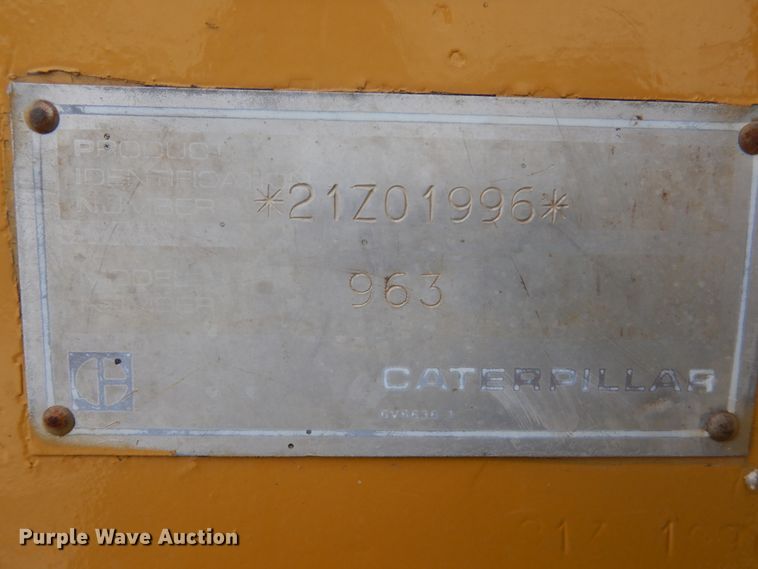 PRODUCT
IDENTIFICATION
NUMBER
*21Z01996*
MODEL
NUMBER
963
CATERPILLAR
Purple Wave Auction